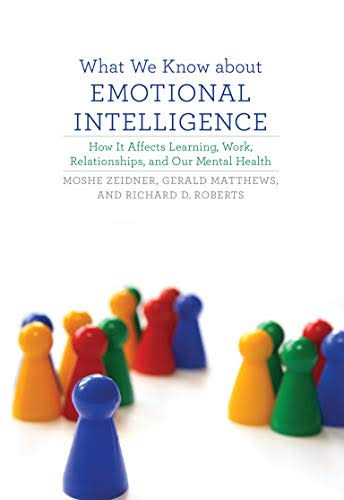 What We Know about
EMOTIONAL
INTELLIGENCE
How It Affects Learning, Work,
Relationships, and Our Mental Health
MOSHE ZEIDNER, GERALD MATTHEWS,
AND RICHARD D. ROBERTS